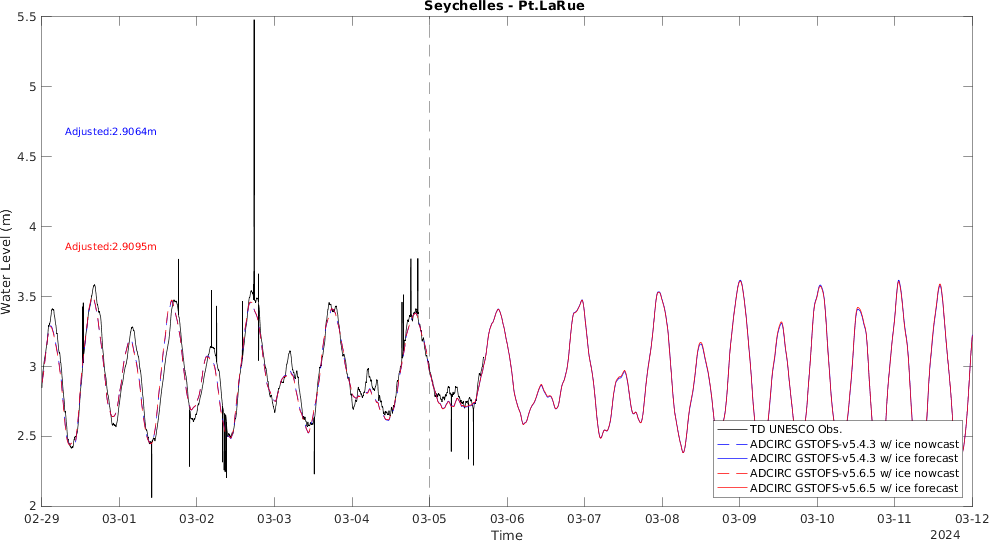 Seychelles - Pt.LaRue
5.5
5
4.5
4
3.5
3
2.5
2
Water Level (m)
Adjusted:2.9064m
Adjusted:2.9095m
TD UNESCO Obs.
ADCIRC GSTOFS-v5.4.3 w/ ice nowcast
ADCIRC GSTOFS-v5.4.3 w/ ice forecast
ADCIRC GSTOFS-v5.6.5 w/ ice nowcast
ADCIRC GSTOFS-v5.6.5 w/ ice forecast
02-29 03-01 03-02 03-03 03-04 03-05 03-06 03-07 03-08 03-09 03-10 03-11 03-12
Time
2024